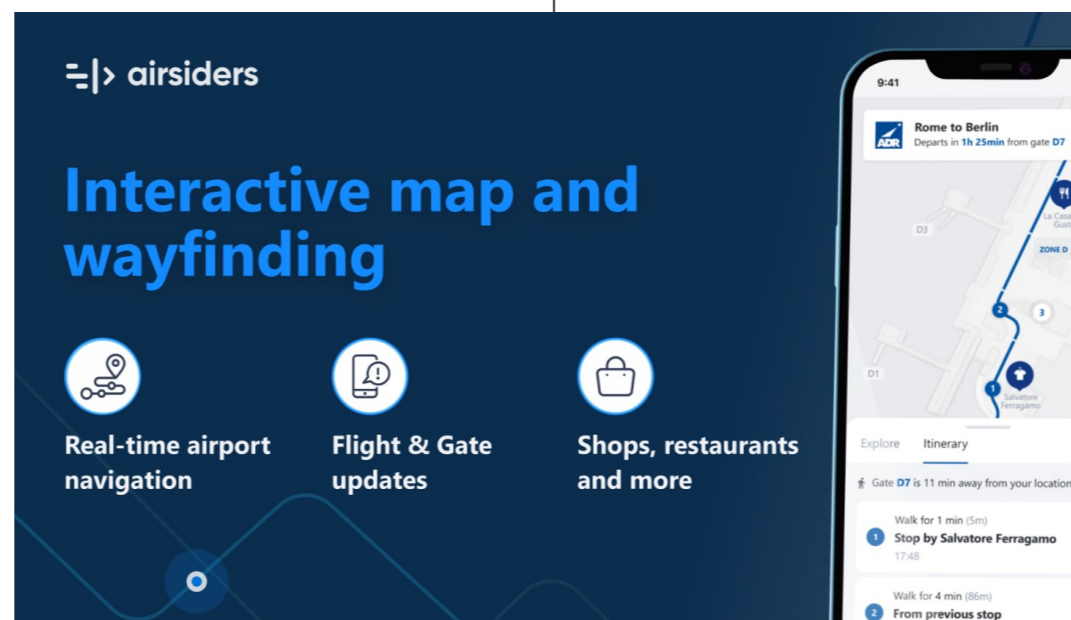 airsiders
Interactive map and
wayfinding
Real-time airport
navigation
Flight & Gate
updates
Shops, restaurants
and more
9:41
ADR
Rome to Berlin
Departs in 1h 25min from gate D7
La Casa
Gust
D3
ZONE D
2
3
D1
1
Salvatore
Ferragamo
Explore
Itinerary
Gate D7 is 11 min away from your location
Walk for 1 min (5m)
1
Stop by Salvatore Ferragamo
17:48
Walk for 4 min (86m)
2
From previous stop